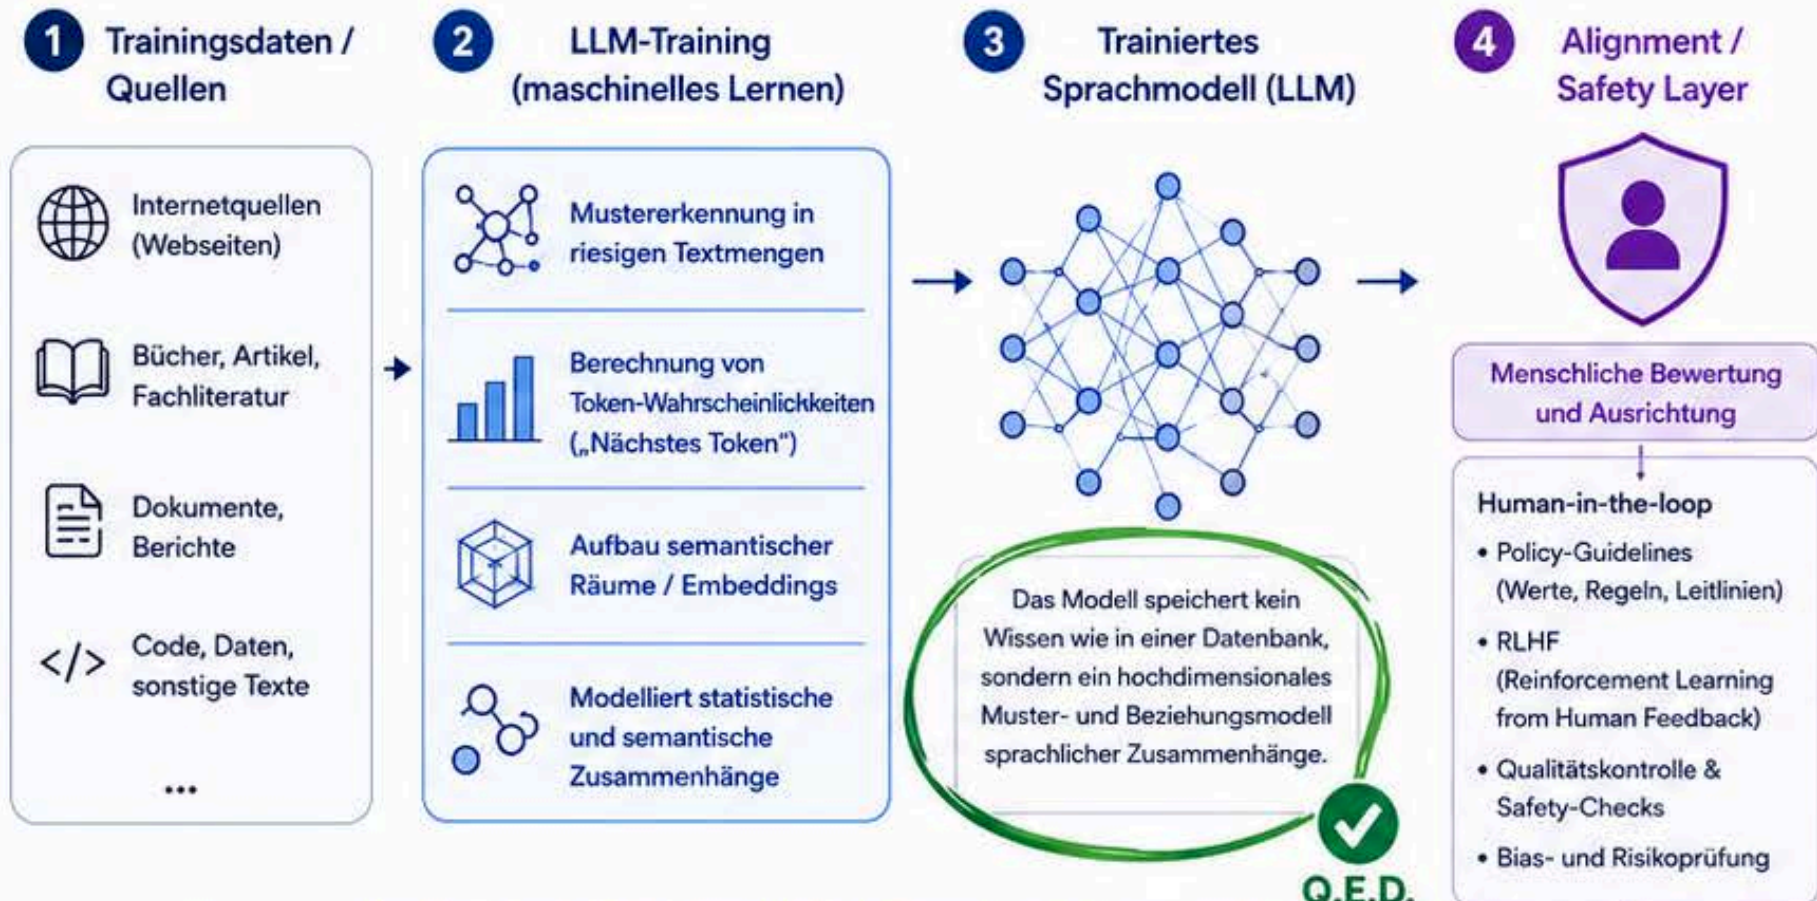 1 Trainingsdaten /
Quellen
Internetquellen
(Webseiten)
Bücher, Artikel,
Fachliteratur
Dokumente,
Berichte
</> Code, Daten,
sonstige Texte
...
2 LLM-Training
(maschinelles Lernen)
Mustererkennung in
riesigen Textmengen
Berechnung von
Token-Wahrscheinlichkeiten
(„Nächstes Token“)
Aufbau semantischer
Räume / Embeddings
Modelliert statistische
und semantische
Zusammenhänge
3 Trainiertes
Sprachmodell (LLM)
Das Modell speichert kein
Wissen wie in einer Datenbank,
sondern ein hochdimensionales
Muster- und Beziehungsmodell
sprachlicher Zusammenhänge.
Q.E.D.
4 Alignment /
Safety Layer
Menschliche Bewertung
und Ausrichtung
Human-in-the-loop
• Policy-Guidelines
(Werte, Regeln, Leitlinien)
• RLHF
(Reinforcement Learning
from Human Feedback)
• Qualitätskontrolle &
Safety-Checks
• Bias- und Risikoprüfung